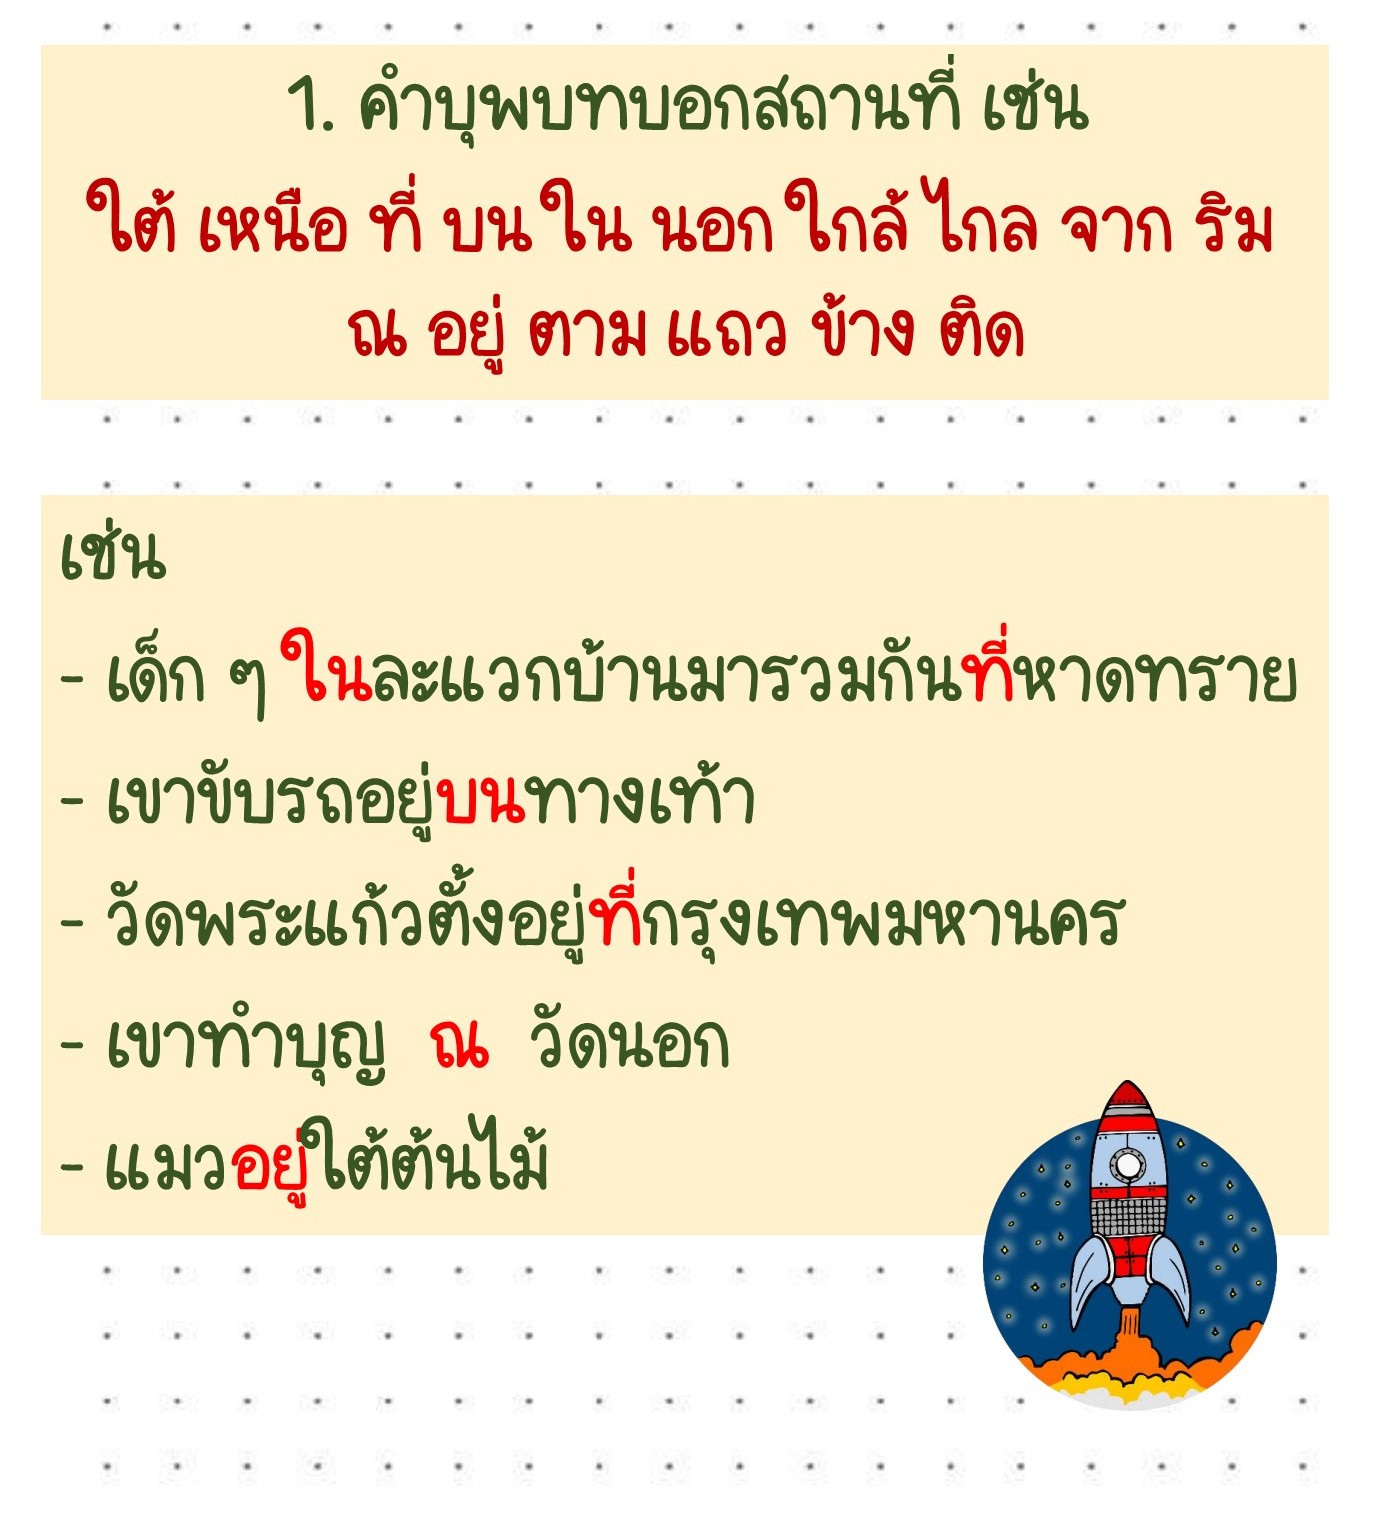 1. คำบุพบทบอกสถานที่ เช่น
ใต้ เหนือ ที่ บน ใน นอก ใกล้ ไกล จาก ริม
ณ อยู่ ตาม แถว ข้าง ติด
เช่น
- เด็ก ๆ ในละแวกบ้านมารวมกันที่หาดทราย
- เขาขับรถอยู่บนทางเท้า
- วัดพระแก้วตั้งอยู่ที่กรุงเทพมหานคร
- เขาทำบุญ ณ วัดนอก
- แมวอยู่ใต้ต้นไม้